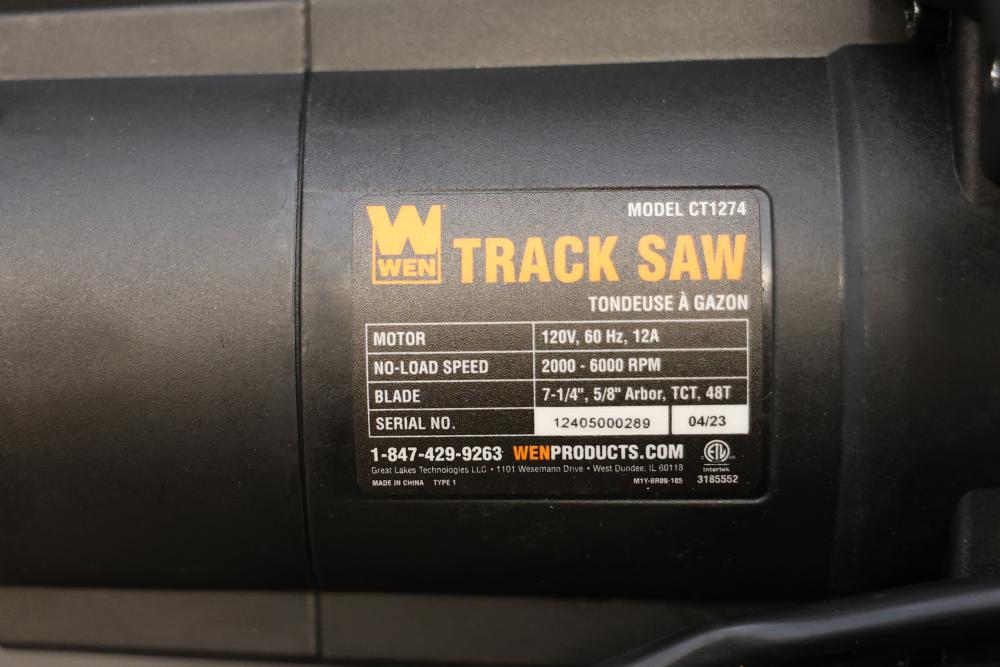 MODEL CT1274
WEN
TRACK SAW
TONDEUSE À GAZON
MOTOR 120V, 60 Hz, 12A
NO-LOAD SPEED 2000 - 6000 RPM
BLADE 7-1/4", 5/8" Arbor, TCT, 48T
SERIAL NO. 12405000289 04/23
1-847-429-9263 WENPRODUCTS.COM
Great Lakes Technologies LLC • 1101 Wesemann Drive • West Dundee, IL 60118
MADE IN CHINA TYPE 1 M1Y-BR09-185
ETL
Intertek
3185552